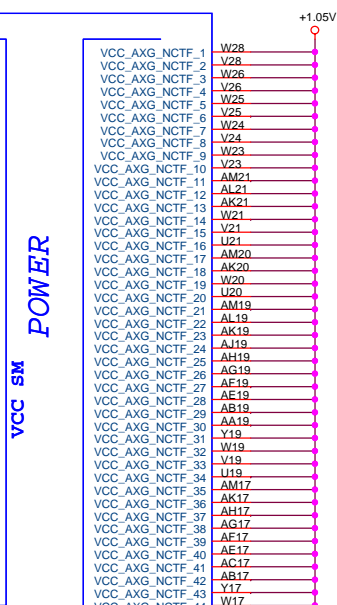 +1.05V
VCC_AXG_NCTF_1 W28
VCC_AXG_NCTF_2 V28
VCC_AXG_NCTF_3 W26
VCC_AXG_NCTF_4 V26
VCC_AXG_NCTF_5 W25
VCC_AXG_NCTF_6 V25
VCC_AXG_NCTF_7 W24
VCC_AXG_NCTF_8 V24
VCC_AXG_NCTF_9 W23
VCC_AXG_NCTF_10 V23
VCC_AXG_NCTF_11 AM21
VCC_AXG_NCTF_12 AL21
VCC_AXG_NCTF_13 AK21
VCC_AXG_NCTF_14 W21
VCC_AXG_NCTF_15 V21
VCC_AXG_NCTF_16 U21
VCC_AXG_NCTF_17 AM20
VCC_AXG_NCTF_18 AK20
VCC_AXG_NCTF_19 W20
VCC_AXG_NCTF_20 U20
VCC_AXG_NCTF_21 AM19
VCC_AXG_NCTF_22 AL19
VCC_AXG_NCTF_23 AK19
VCC_AXG_NCTF_24 AJ19
VCC_AXG_NCTF_25 AH19
VCC_AXG_NCTF_26 AG19
VCC_AXG_NCTF_27 AF19
VCC_AXG_NCTF_28 AE19
VCC_AXG_NCTF_29 AB19
VCC_AXG_NCTF_30 AA19
VCC_AXG_NCTF_31 Y19
VCC_AXG_NCTF_32 W19
VCC_AXG_NCTF_33 V19
VCC_AXG_NCTF_34 U19
VCC_AXG_NCTF_35 AM17
VCC_AXG_NCTF_36 AK17
VCC_AXG_NCTF_37 AH17
VCC_AXG_NCTF_38 AG17
VCC_AXG_NCTF_39 AF17
VCC_AXG_NCTF_40 AE17
VCC_AXG_NCTF_41 AC17
VCC_AXG_NCTF_42 AB17
VCC_AXG_NCTF_43 Y17
W17
POWER
VCC SM